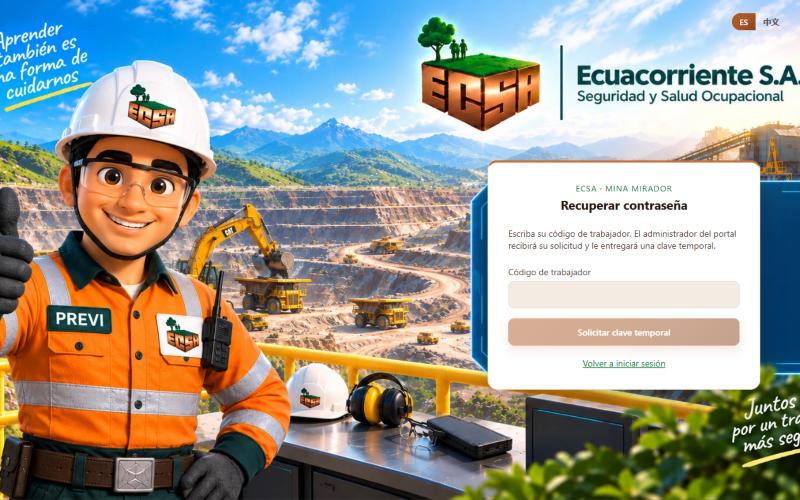 Aprender
también es
una forma de
cuidarnos
ES
中文
ECSA
Ecuacorriente S.A.
Seguridad y Salud Ocupacional
ECSA
ECSA · MINA MIRADOR
Recuperar contraseña
Escriba su código de trabajador. El administrador del portal
recibirá su solicitud y le entregará una clave temporal.
Código de trabajador
Solicitar clave temporal
Volver a iniciar sesión
CAT
PREVI
ECSA
ECSA
Juntos
por un
más